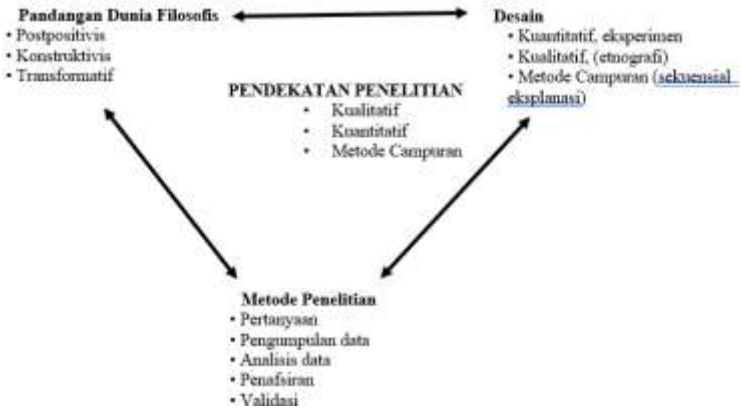 Pandangan Dunia Filosofis
• Postpositivis
• Konstruktivis
• Transformatif
Desain
• Kuantitatif, eksperimen
• Kualitatif, (etnografi)
• Metode Campuran (sekuensial
eksplanasi)
PENDEKATAN PENELITIAN
• Kualitatif
• Kuantitatif
• Metode Campuran
Metode Penelitian
• Pertanyaan
• Pengumpulan data
• Analisis data
• Penafsiran
• Validasi